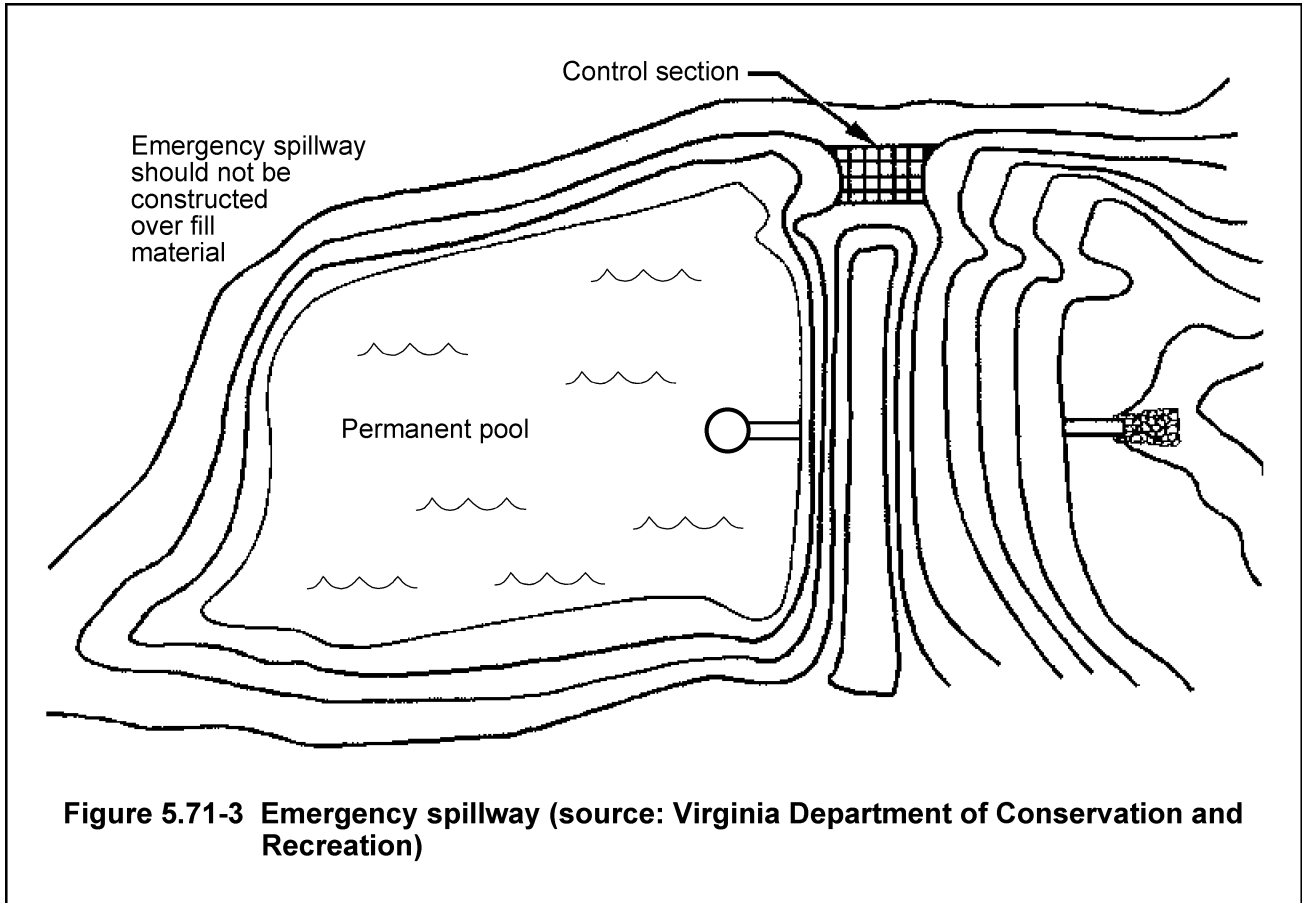 Control section
Emergency spillway
should not be
constructed
over fill
material
Permanent pool
Figure 5.71-3 Emergency spillway (source: Virginia Department of Conservation and
Recreation)